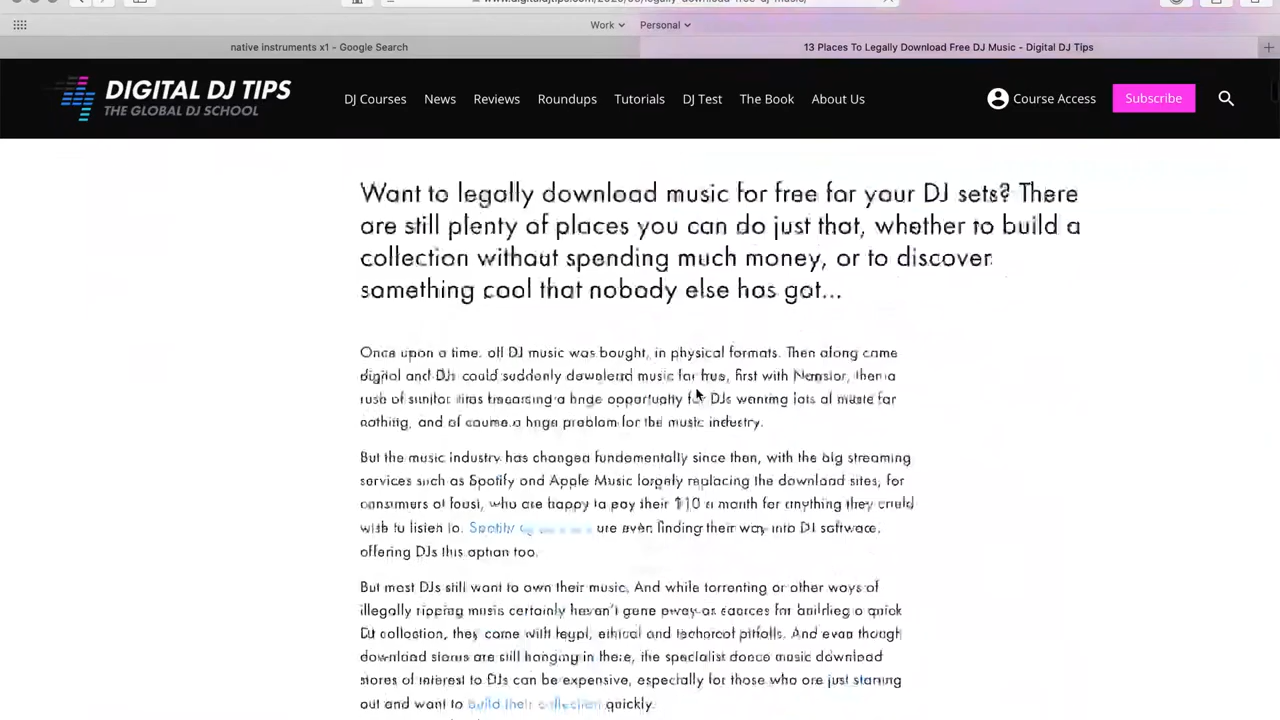 Work Personal
native instruments x1 - Google Search
13 Places To Legally Download Free DJ Music - Digital DJ Tips
DIGITAL DJ TIPS
THE GLOBAL DJ SCHOOL
DJ Courses News Reviews Roundups Tutorials DJ Test The Book About Us
Course Access Subscribe
Want to legally download music for free for your DJ sets? There
are still plenty of places you can do just that, whether to build a
collection without spending much money, or to discover
something cool that nobody else has got...
Once upon a time, all DJ music was bought, in physical formats. Then along came
digital and DJs could suddenly download music for free, first with Napster, then a
a huge opportunity for DJs wanting lots of music for
nothing, and of course a huge problem for the music industry.
But the music industry has changed fundamentally since then, with the big streaming
services such as Spotify and Apple Music largely replacing the download sites, for
consumers at least, who are happy to pay their $10 a month for anything they could
wish to listen to. Spotify are even finding their way into DJ software,
offering DJs this option too.
But most DJs still want to own their music. And while torrenting or other ways of
illegally ripping music certainly haven't gone away as sources for building a quick
DJ collection, they come with legal, ethical and technical pitfalls. And even though
download stores are still hanging in there, the specialist dance music download
stores of interest to DJs can be expensive, especially for those who are just starting
out and want to build their collection quickly.